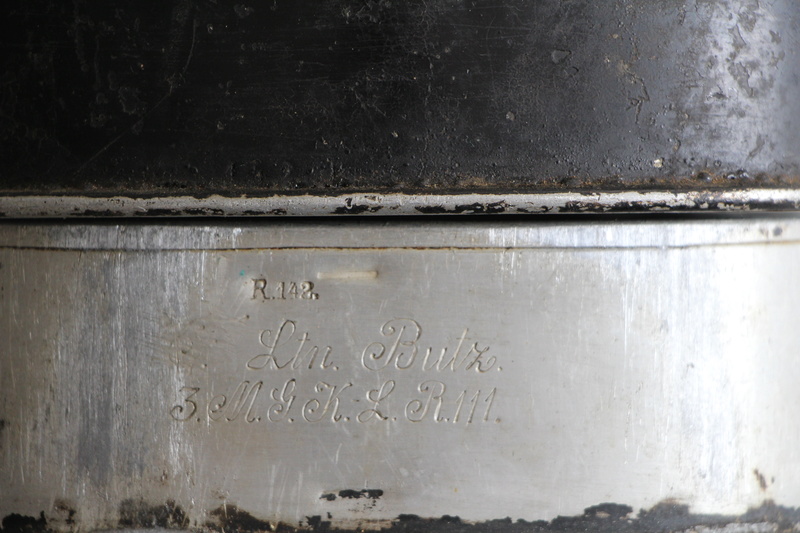 R.142.
Ltn. Butz.
3. M. G. K. L. R. 111.